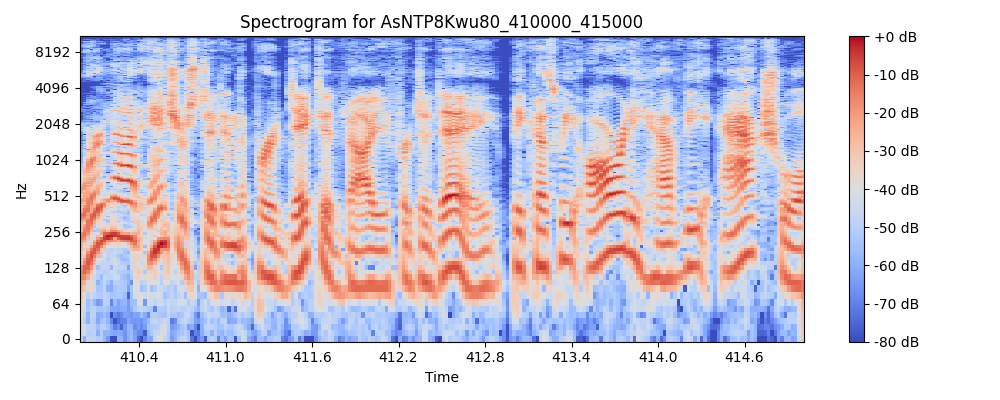 Spectrogram for AsNTP8Kwu80_410000_415000
8192
4096
2048
1024
512
256
128
64
0
Hz
410.4 411.0 411.6 412.2 412.8 413.4 414.0 414.6
Time
+0 dB
-10 dB
-20 dB
-30 dB
-40 dB
-50 dB
-60 dB
-70 dB
-80 dB